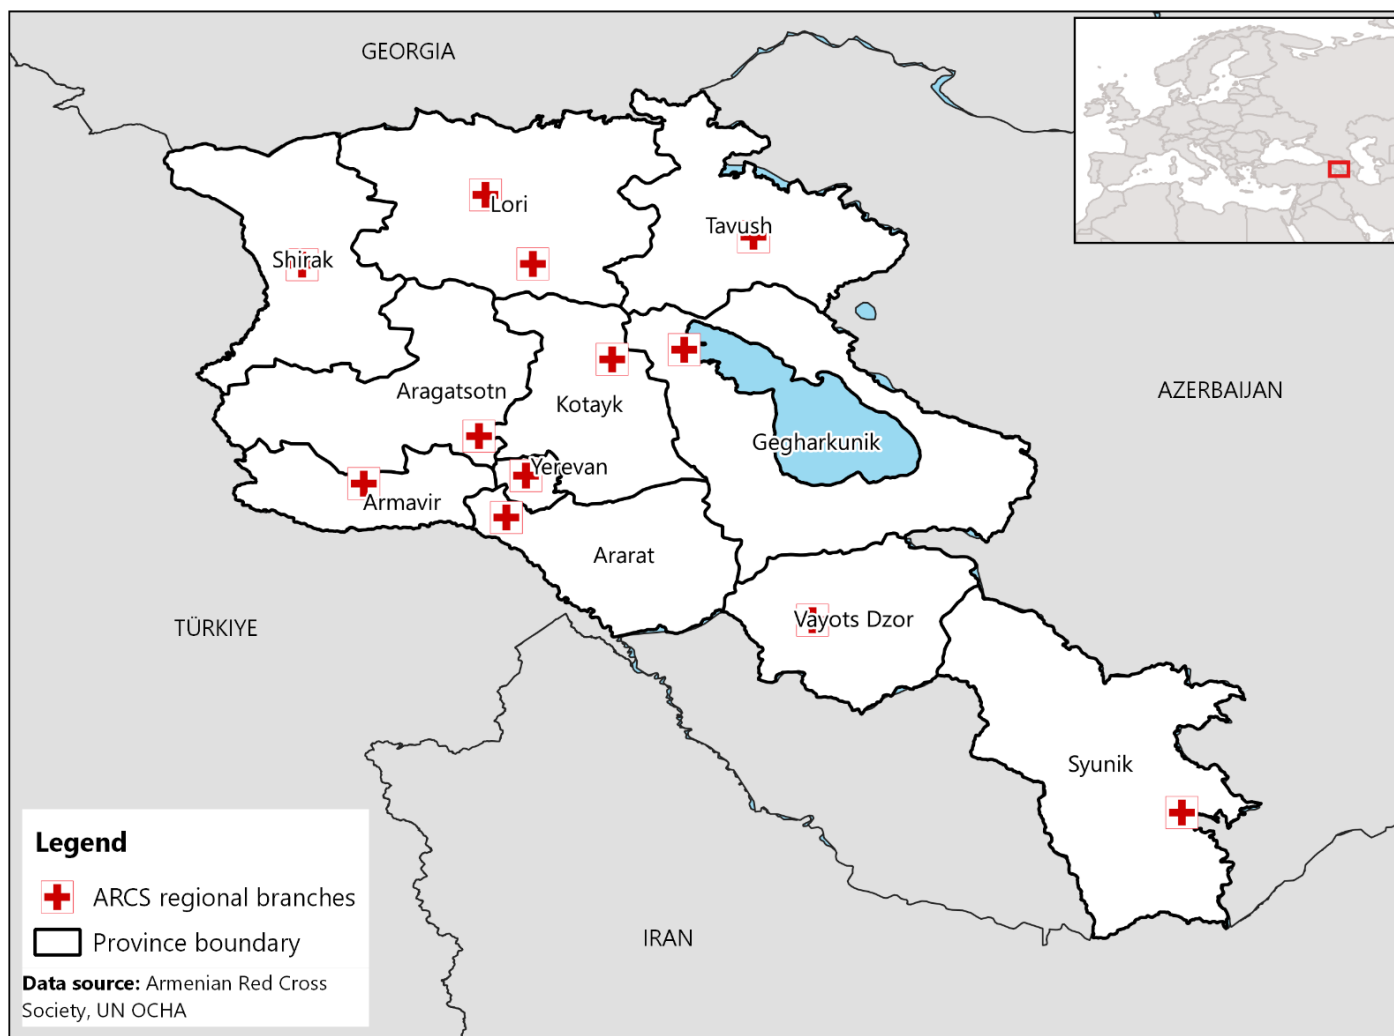 GEORGIA
Lori
Tavush
Shirak
AZERBAIJAN
Aragatsotn
Kotayk
Gegharkunik
Yerevan
Armavir
Ararat
Vayots Dzor
TÜRKIYE
Syunik
IRAN
Legend
ARCS regional branches
Province boundary
Data source: Armenian Red Cross
Society, UN OCHA